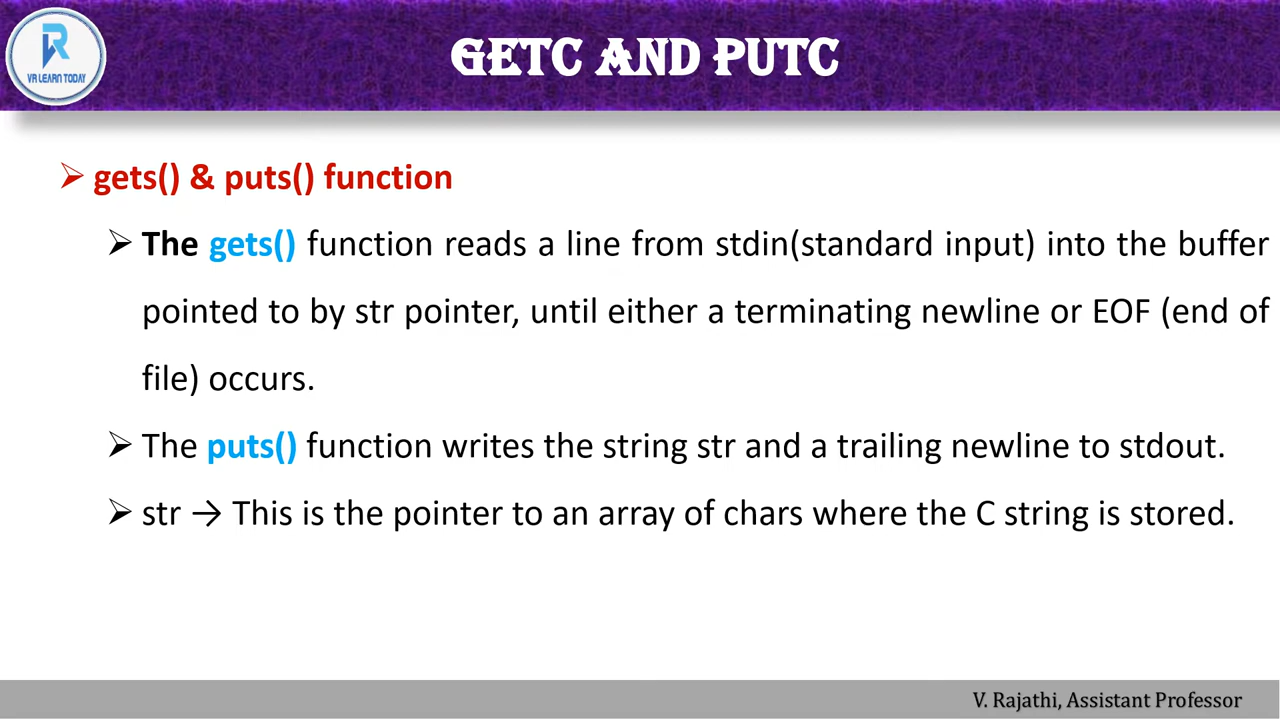 VR LEARN TODAY
GETC AND PUTC
➢ gets() & puts() function
➢ The gets() function reads a line from stdin(standard input) into the buffer
pointed to by str pointer, until either a terminating newline or EOF (end of
file) occurs.
➢ The puts() function writes the string str and a trailing newline to stdout.
➢ str → This is the pointer to an array of chars where the C string is stored.
V. Rajathi, Assistant Professor